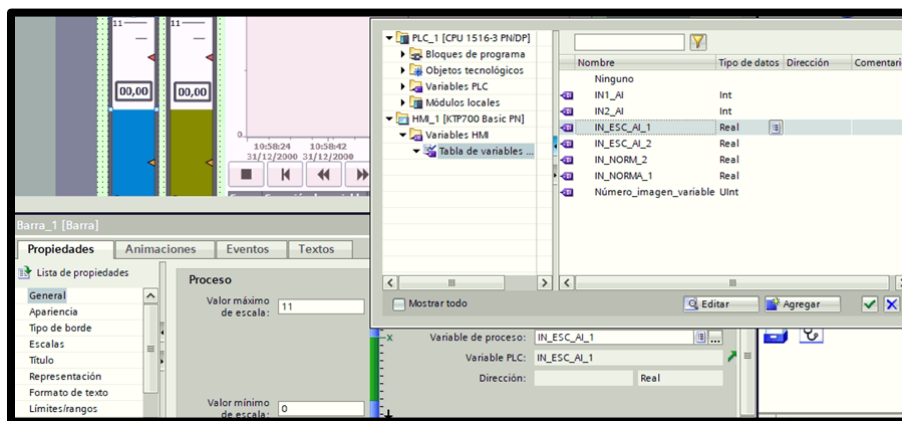 11
11
00,00
00,00
0
10:58:24 10:58:42
31/12/2000 31/12/2000
PLC_1 [CPU 1516-3 PN/DP]
Bloques de programa
Objetos tecnológicos
Variables PLC
Módulos locales
HMI_1 [KTP700 Basic PN]
Variables HMI
Tabla de variables ...
Nombre Tipo de datos Dirección Comentari
Ninguno
IN1_AI Int
IN2_AI Int
IN_ESC_AI_1 Real
IN_ESC_AI_2 Real
IN_NORM_2 Real
IN_NORMA_1 Real
Número_imagen_variable UInt
Mostrar todo
Editar
Agregar
Barra_1 [Barra]
Propiedades Animaciones Eventos Textos
Lista de propiedades
General
Apariencia
Tipo de borde
Escalas
Título
Representación
Formato de texto
Límites/rangos
Proceso
Valor máximo
de escala: 11
Valor mínimo
de escala: 0
Variable de proceso: IN_ESC_AI_1 ...
Variable PLC: IN_ESC_AI_1
Dirección: Real